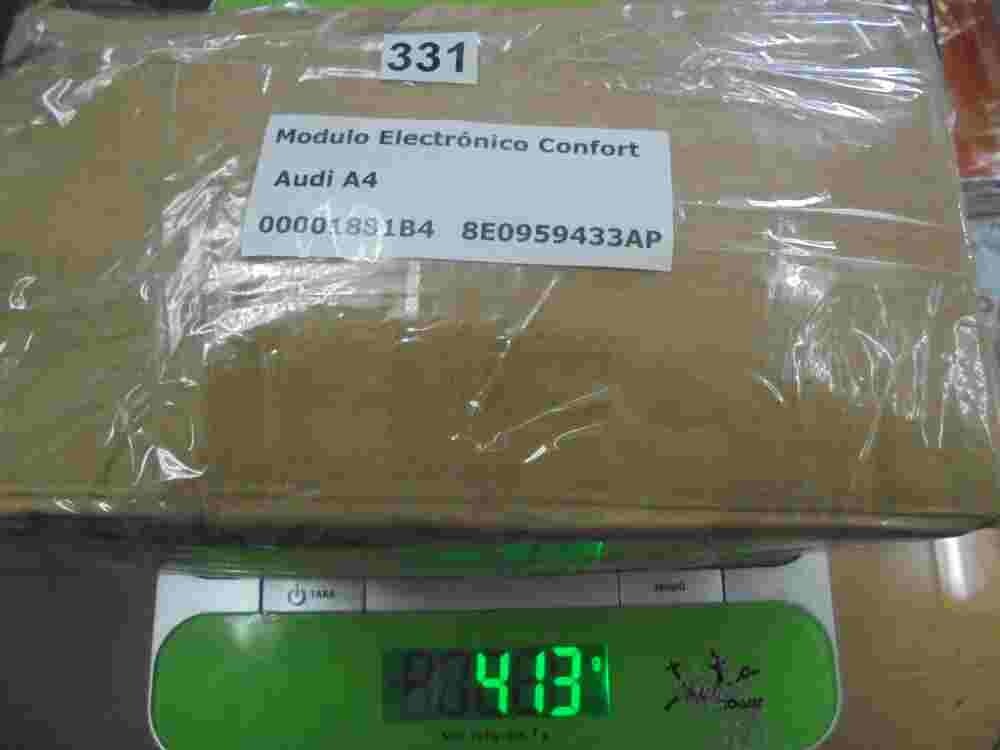 331
Modulo Electrónico Confort
Audi A4
00001881B4 8E0959433AP
TARA
413